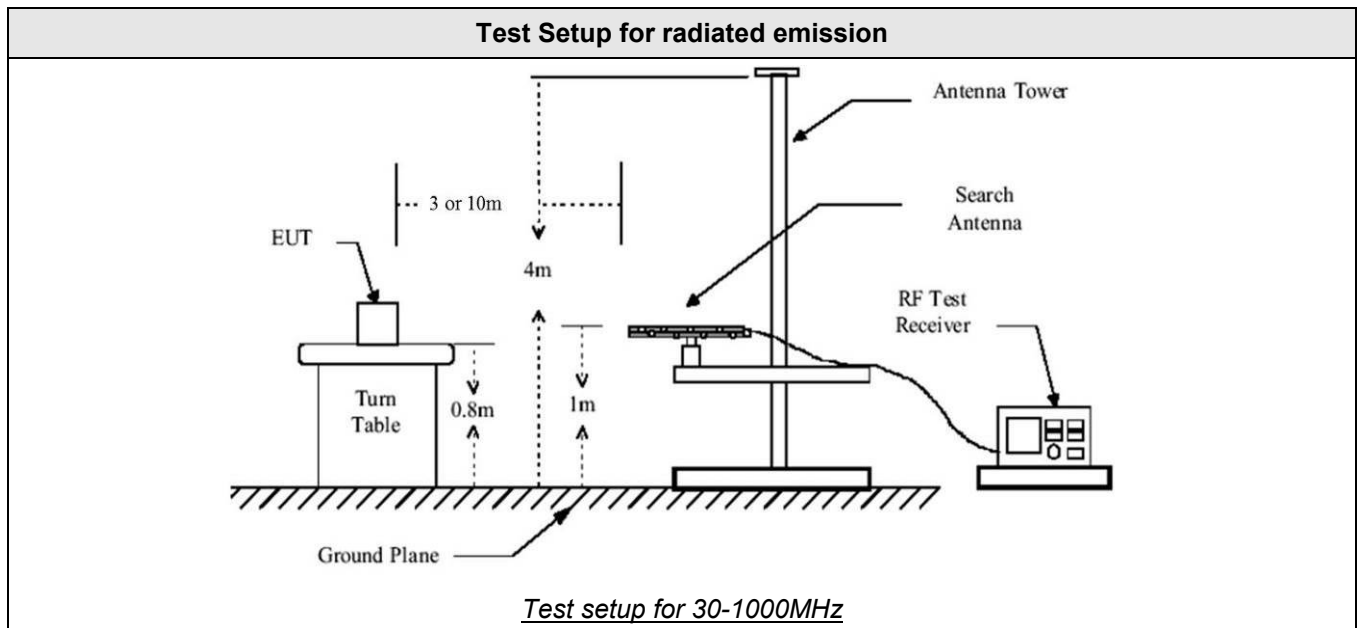 Test Setup for radiated emission
Antenna Tower
3 or 10m
Search
Antenna
EUT
4m
RF Test
Receiver
Turn
Table
0.8m
1m
Ground Plane
Test setup for 30-1000MHz